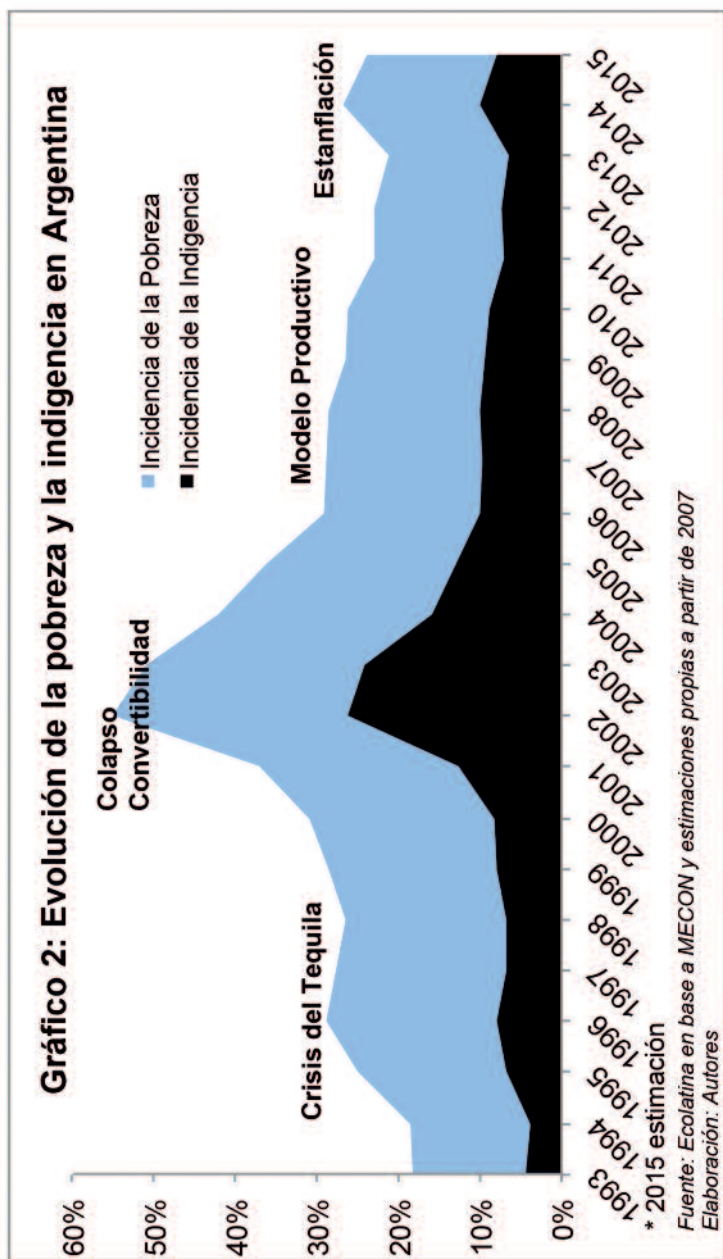 Gráfico 2: Evolución de la pobreza y la indigencia en Argentina
60%
50%
40%
30%
20%
10%
0%
Colapso
Convertibilidad
Incidencia de la Pobreza
Incidencia de la Indigencia
Crisis del Tequila
Modelo Productivo
Estanflación
1993
1994
1995
1996
1997
1998
1999
2000
2001
2002
2003
2004
2005
2006
2007
2008
2009
2010
2011
2012
2013
2014
2015
* 2015 estimación
Fuente: Ecolatina en base a MECON y estimaciones propias a partir de 2007
Elaboración: Autores